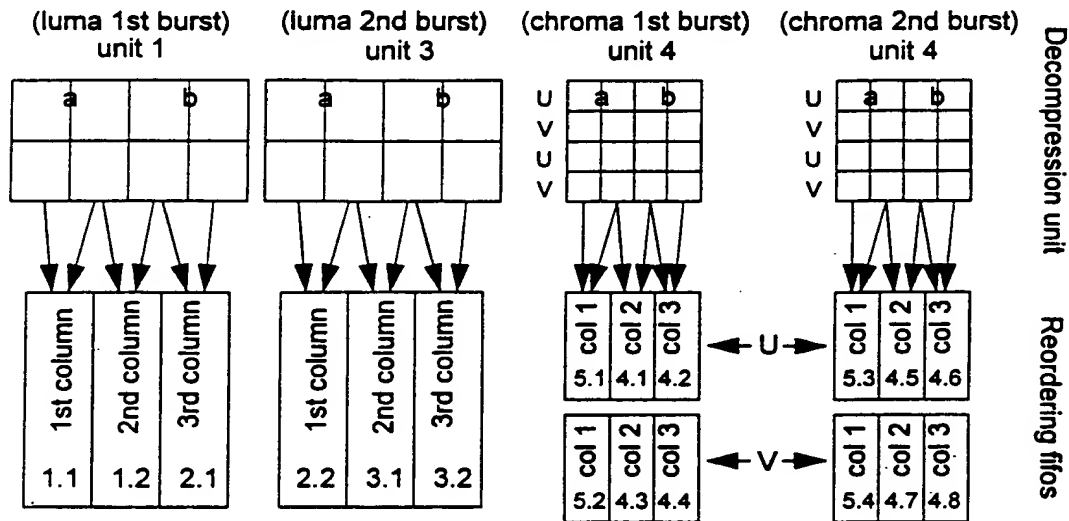 (luma 1st burst) (luma 2nd burst) (chroma 1st burst) (chroma 2nd burst)
unit 1 unit 3 unit 4 unit 4
a b a b U a b U a b
V V
U U
V V
Decompression unit
1st column 2nd column 3rd column 1st column 2nd column 3rd column col 1 col 2 col 3 U col 1 col 2 col 3
5.1 4.1 4.2 5.3 4.5 4.6
col 1 col 2 col 3 V col 1 col 2 col 3
1.1 1.2 2.1 2.2 3.1 3.2 5.2 4.3 4.4 5.4 4.7 4.8
Reordering fifos